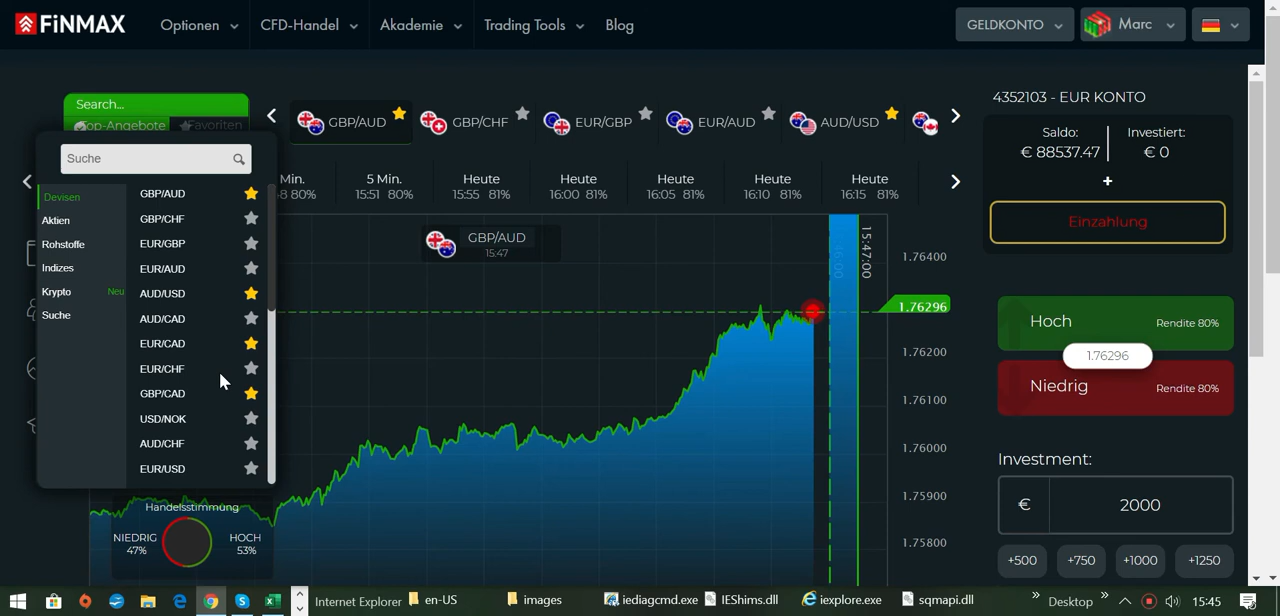 FiNMAX
Optionen
CFD-Handel
Akademie
Trading Tools
Blog
GELDKONTO
Marc
Search...
Top-Angebote
Favoriten
GBP/AUD
GBP/CHF
EUR/GBP
EUR/AUD
AUD/USD
4352103 - EUR KONTO
Saldo:
€ 88537.47
Investiert:
€ 0
+
Einzahlung
Min.
80%
5 Min.
15:51 80%
Heute
15:55 81%
Heute
16:00 81%
Heute
16:05 81%
Heute
16:10 81%
Heute
16:15 81%
Suche
Devisen
Aktien
Rohstoffe
Indizes
Krypto Neu
Suche
GBP/AUD
GBP/CHF
EUR/GBP
EUR/AUD
AUD/USD
AUD/CAD
EUR/CAD
EUR/CHF
GBP/CAD
USD/NOK
AUD/CHF
EUR/USD
GBP/AUD
15:47
15:46:00
15:47:00
1.76400
1.76296
1.76200
1.76100
1.76000
1.75900
1.75800
Hoch
Rendite 80%
1.76296
Niedrig
Rendite 80%
Investment:
€ 2000
+500
+750
+1000
+1250
Handelsstimmung
NIEDRIG
47%
HOCH
53%
Internet Explorer
en-US
images
iediagcmd.exe
IEShims.dll
iexplore.exe
sqmapi.dll
Desktop
15:45